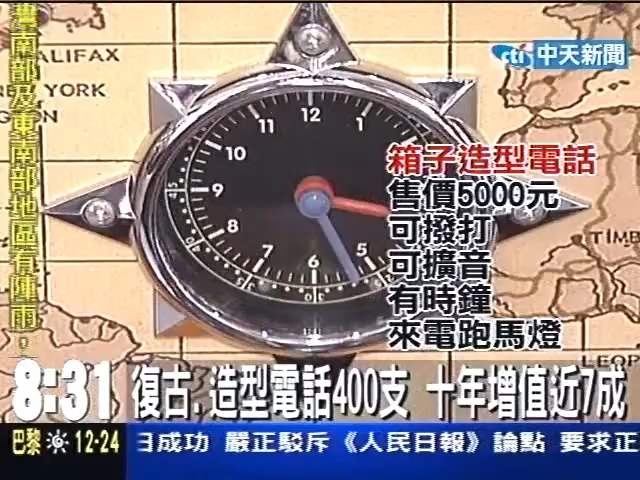 中天新聞
HALIFAX
YORK
12
11
1
10
9
8
7
6
5
15
箱子造型電話
售價5000元
可撥打
可擴音
有時鐘
來電跑馬燈
TIMB
LEOP
臺南部及東南部地區有陣雨，
8:31
復古.造型電話400支 十年增值近7成
巴黎 12-24 日成功 嚴正駁斥《人民日報》論點 要求正